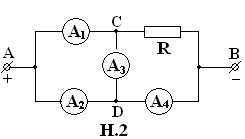 A₁ C
A + A₃ R B −
A₂ D A₄
H.2